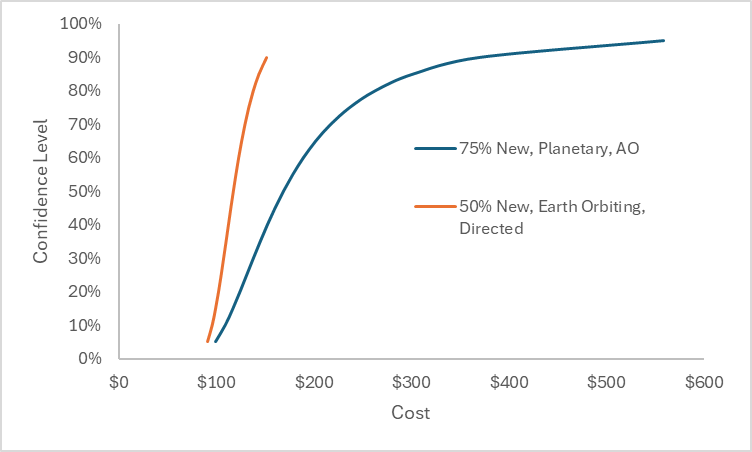 100%
90%
80%
70%
60%
50%
40%
30%
20%
10%
0%
Confidence Level
75% New, Planetary, AO
50% New, Earth Orbiting,
Directed
$0 $100 $200 $300 $400 $500 $600
Cost